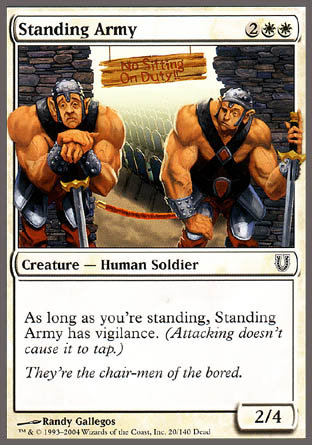 Standing Army 2
No Sitting
On Duty!!
Creature — Human Soldier
As long as you're standing, Standing
Army has vigilance. (Attacking doesn't
cause it to tap.)
They're the chair-men of the bored.
2/4
Randy Gallegos
™ & © 1993–2004 Wizards of the Coast, Inc. 20/140 Dead